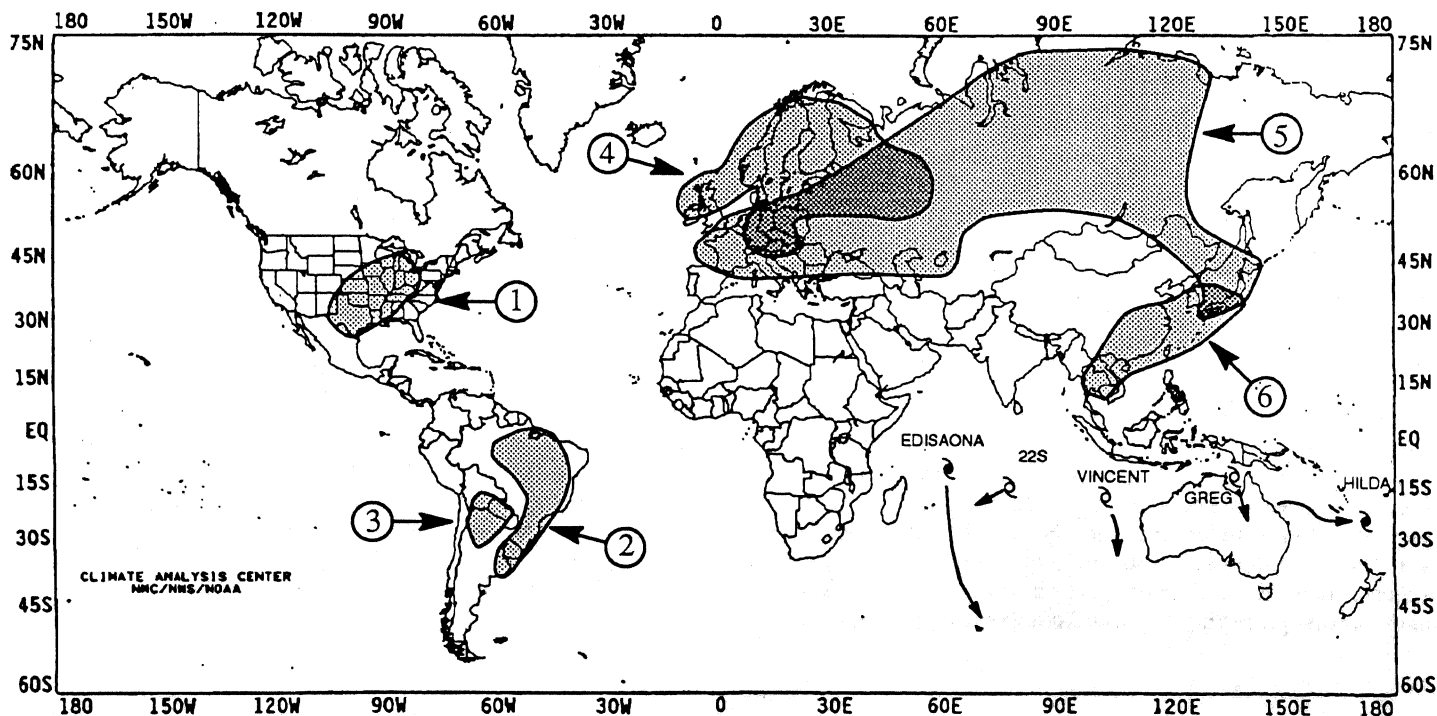 180 150W 120W 90W 60W 30W 0 30E 60E 90E 120E 150E 180
75N 75N
4 5
60N 60N
45N 45N
1
30N 30N
6
15N 15N
EQ EDISAONA EQ
22S
VINCENT
15S GREG HILDA 15S
3
2
30S 30S
CLIMATE ANALYSIS CENTER
NMC/NWS/NOAA
45S 45S
60S 60S
180 150W 120W 90W 60W 30W 0 30E 60E 90E 120E 150E 180